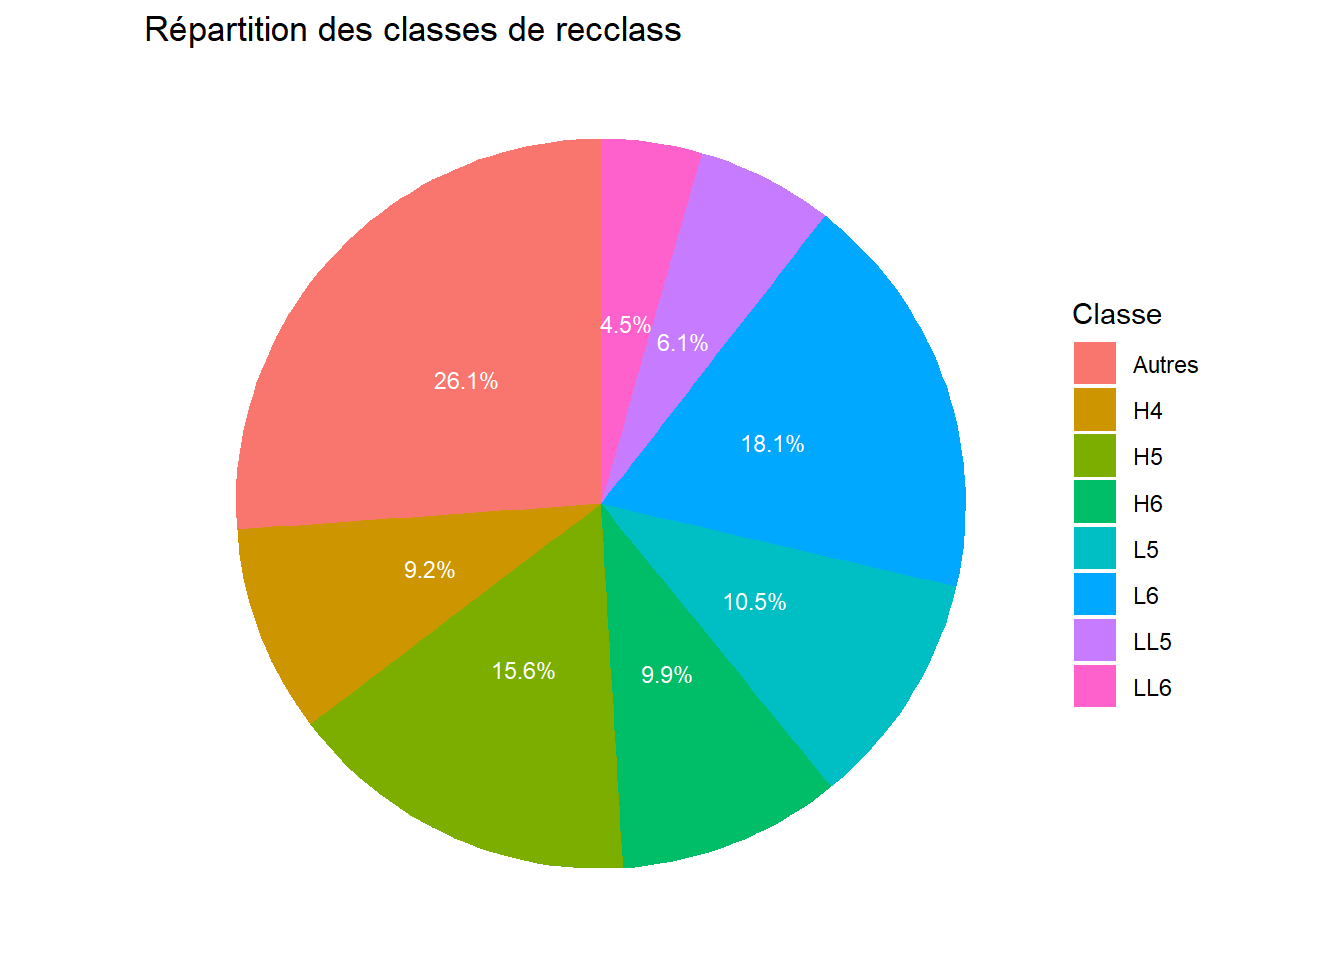 Répartition des classes de recclass
4.5%
6.1%
26.1%
18.1%
9.2%
10.5%
15.6%
9.9%
Classe
Autres
H4
H5
H6
L5
L6
LL5
LL6